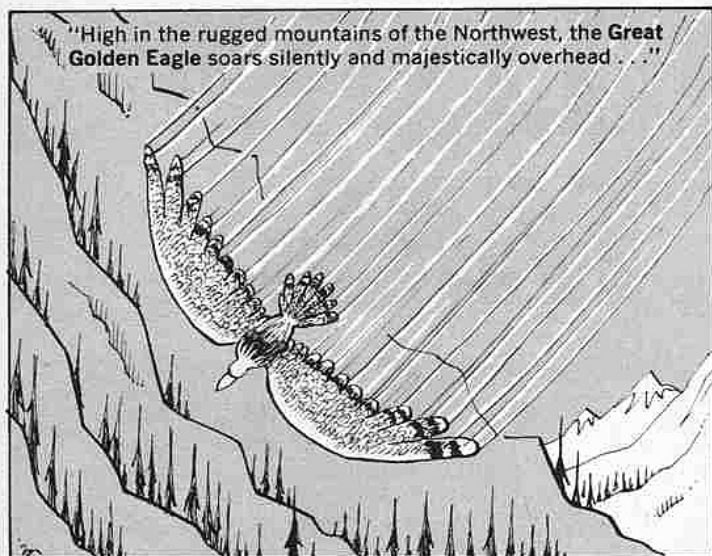 "High in the rugged mountains of the Northwest, the Great
Golden Eagle soars silently and majestically overhead . . ."